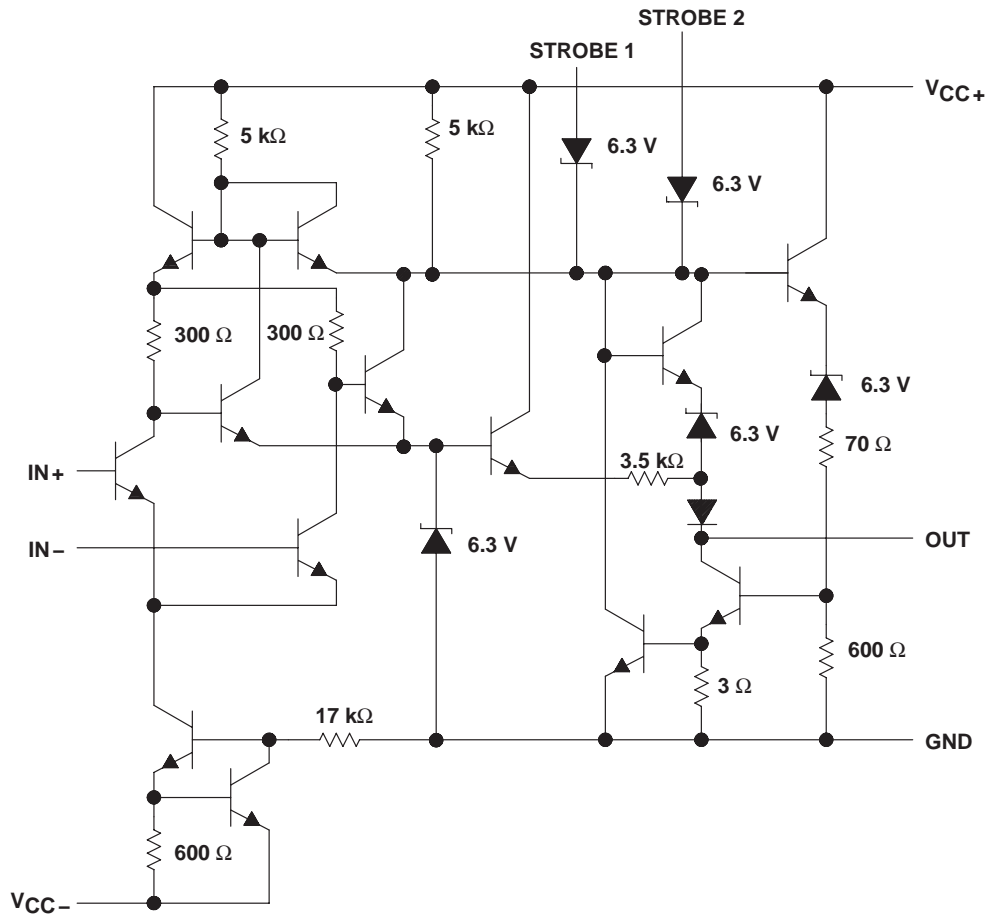 STROBE 2
STROBE 1
VCC+
5 kΩ
5 kΩ
6.3 V
6.3 V
300 Ω
300 Ω
6.3 V
6.3 V
70 Ω
3.5 kΩ
IN+
IN−
6.3 V
OUT
600 Ω
3 Ω
17 kΩ
GND
600 Ω
VCC−